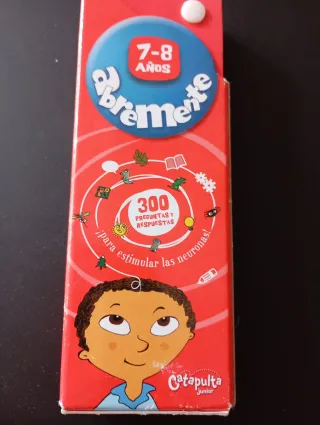 7-8
AÑOS
abremente
300
PREGUNTAS Y
RESPUESTAS
¡para estimular las neuronas!
Catapulta
junior